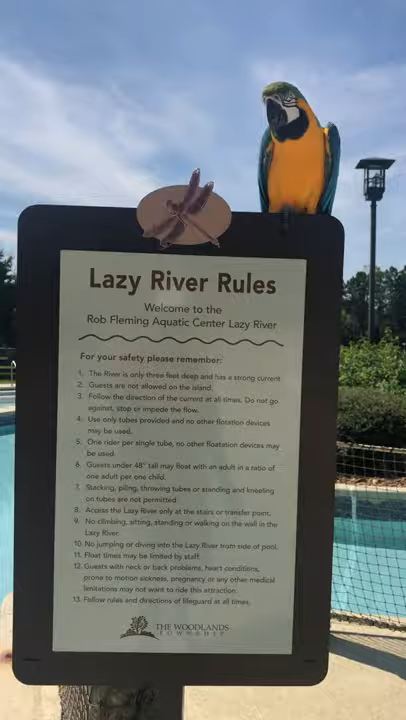 Lazy River Rules
Welcome to the
Rob Fleming Aquatic Center Lazy River
For your safety please remember:
1. The River is only three feet deep and has a strong current
2. Guests are not allowed on the island.
3. Follow the direction of the current at all times. Do not go
against, stop or impede the flow.
4. Use only tubes provided and no other flotation devices
may be used.
5. One rider per single tube, no other floatation devices may
be used.
6. Guests under 48" tall may float with an adult in a ratio of
one adult per one child.
7. Stacking, piling, throwing tubes or standing and kneeling
on tubes are not permitted
8. Access the Lazy River only at the stairs or transfer point.
9. No climbing, sitting, standing or walking on the wall in the
Lazy River.
10. No jumping or diving into the Lazy River from side of pool.
11. Float times may be limited by staff.
12. Guests with neck or back problems, heart conditions,
prone to motion sickness, pregnancy or any other medical
limitations may not want to ride this attraction.
13. Follow rules and directions of lifeguard at all times.
THE WOODLANDS
TOWNSHIP